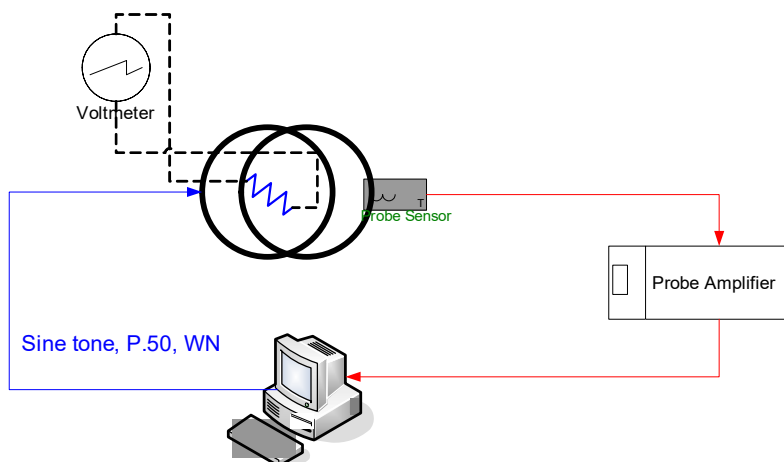 Voltmeter
T
Probe Sensor
Probe Amplifier
Sine tone, P.50, WN